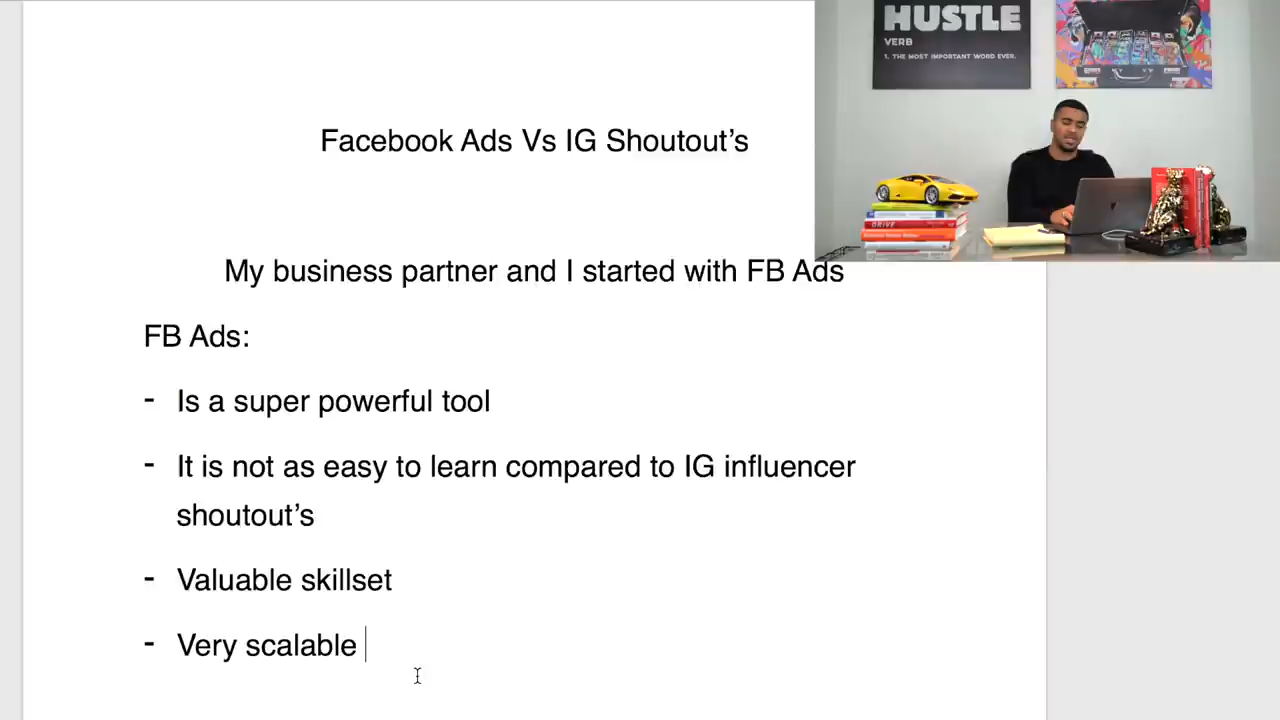 HUSTLE
VERB
1. THE MOST IMPORTANT WORD EVER.
DRIVE
Facebook Ads Vs IG Shoutout’s
My business partner and I started with FB Ads
FB Ads:
- Is a super powerful tool
- It is not as easy to learn compared to IG influencer
shoutout’s
- Valuable skillset
- Very scalable